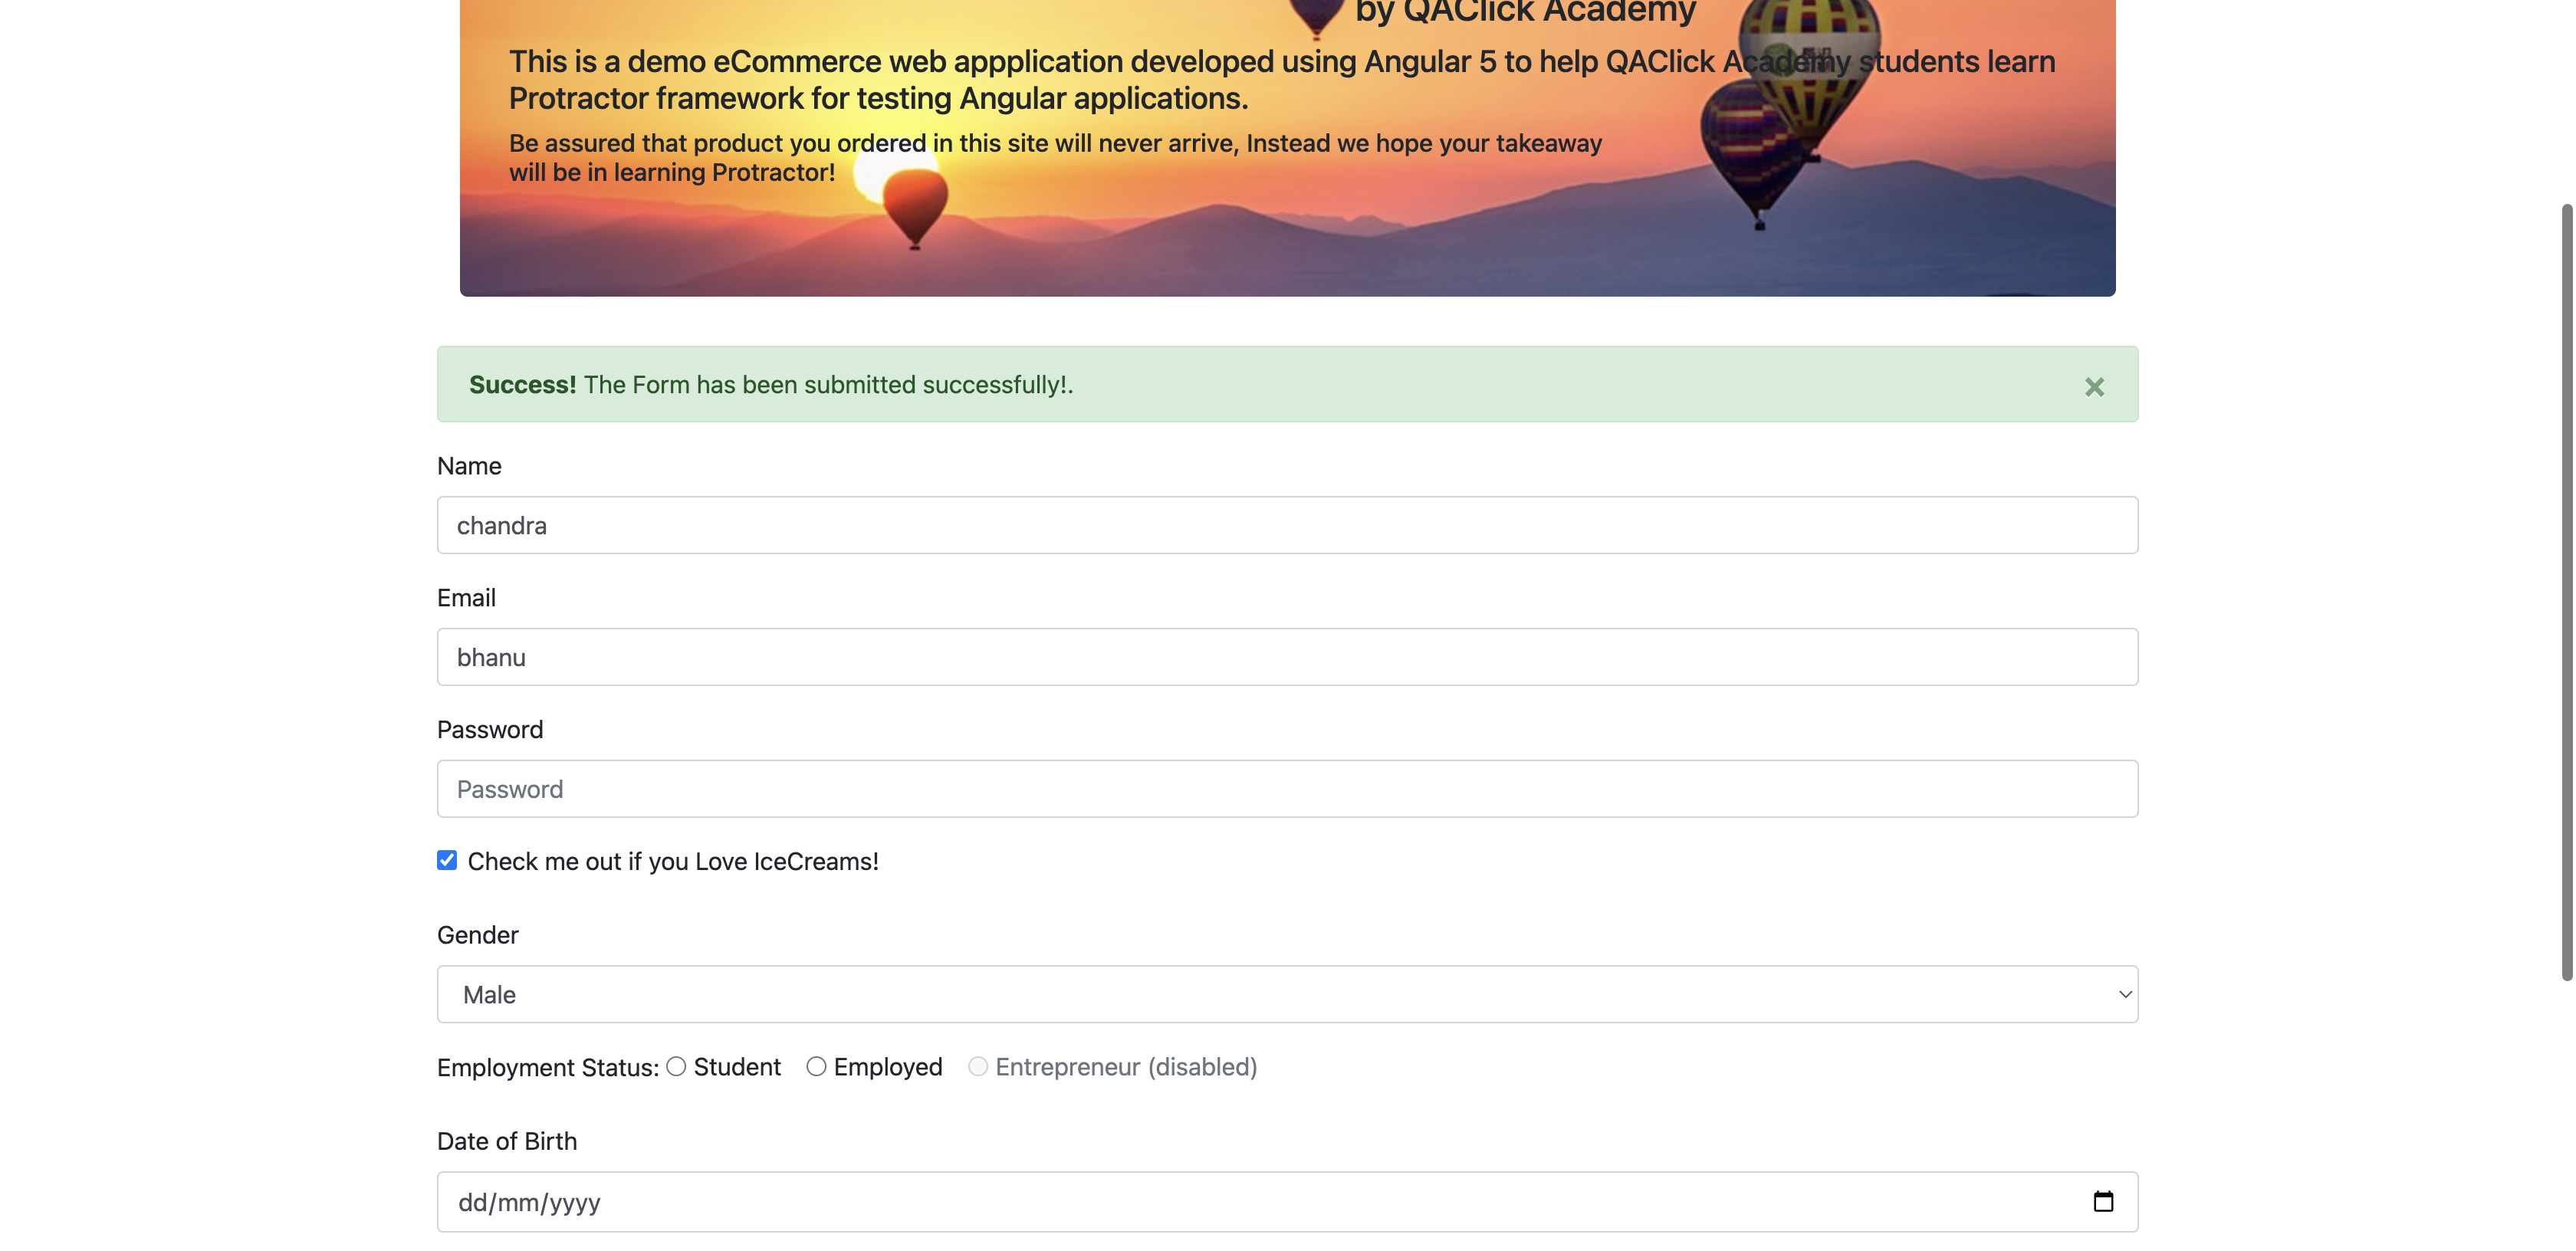 by QAClick Academy
This is a demo eCommerce web appplication developed using Angular 5 to help QAClick Academy students learn
Protractor framework for testing Angular applications.
Be assured that product you ordered in this site will never arrive, Instead we hope your takeaway
will be in learning Protractor!
Success! The Form has been submitted successfully!.
×
Name
chandra
Email
bhanu
Password
Password
Check me out if you Love IceCreams!
Gender
Male
Employment Status: Student Employed Entrepreneur (disabled)
Date of Birth
dd/mm/yyyy